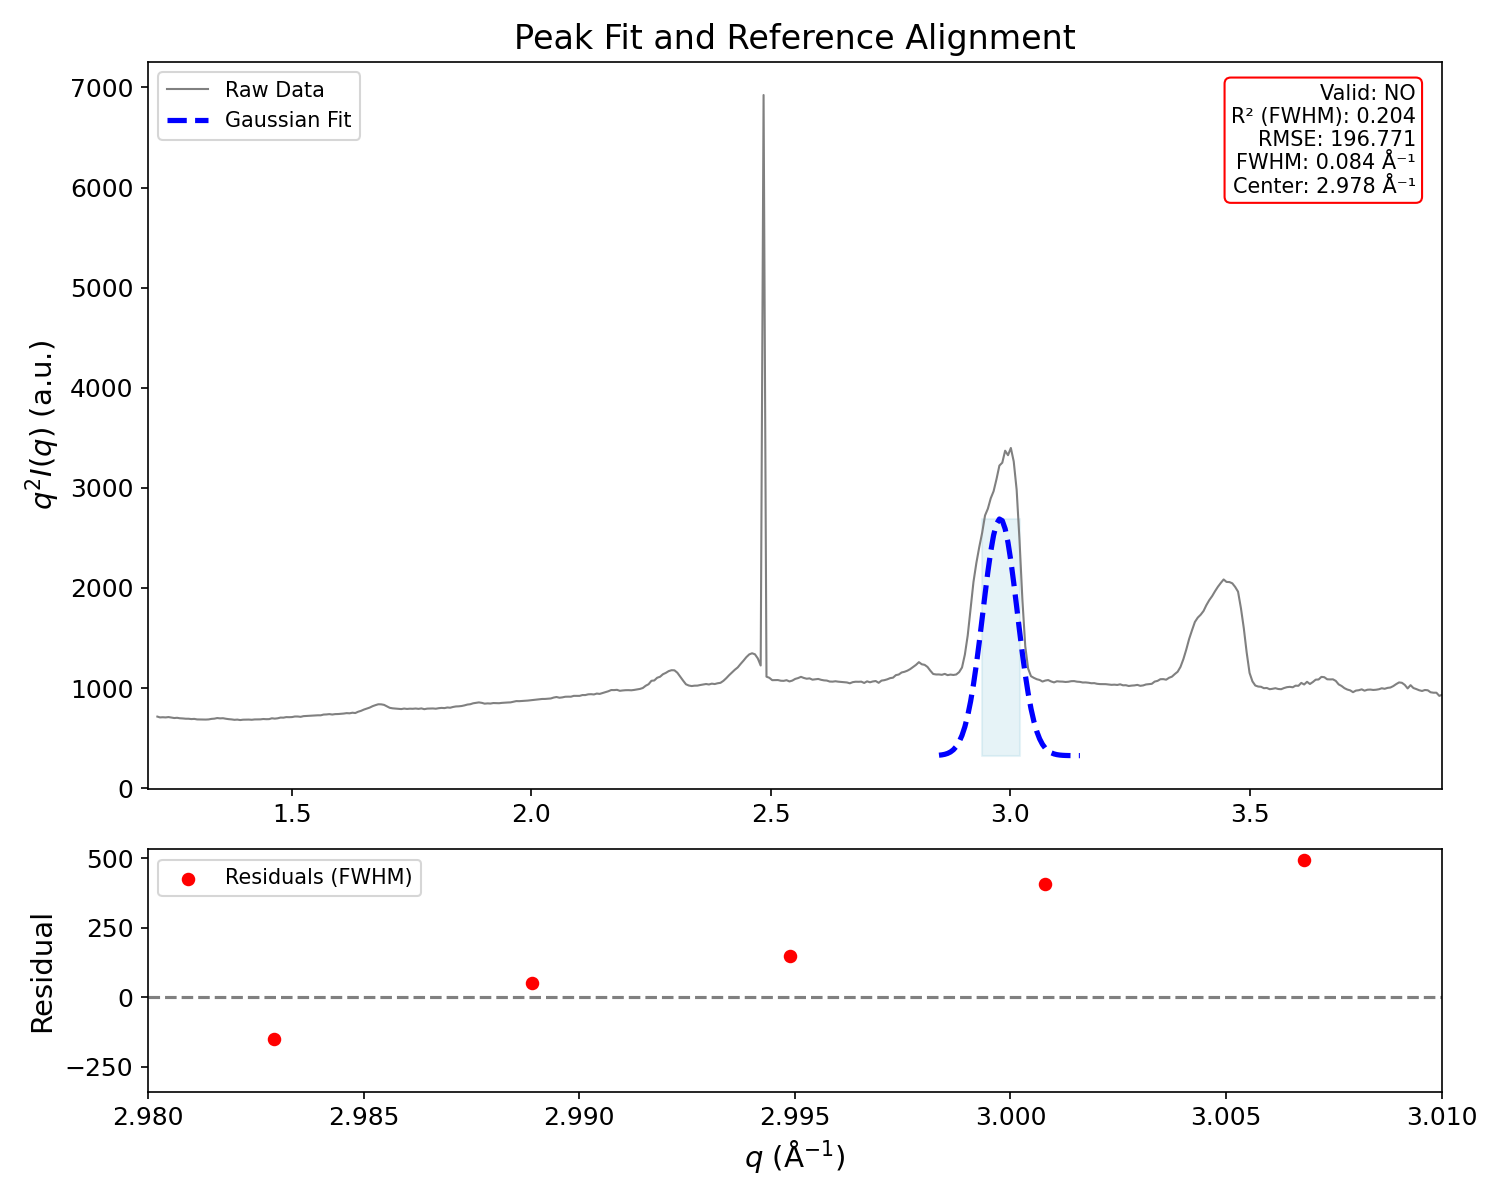 Peak Fit and Reference Alignment
Raw Data
Gaussian Fit
Valid: NO
R² (FWHM): 0.204
RMSE: 196.771
FWHM: 0.084 Å⁻¹
Center: 2.978 Å⁻¹
q²I(q) (a.u.)
7000
6000
5000
4000
3000
2000
1000
0
1.5 2.0 2.5 3.0 3.5
Residuals (FWHM)
Residual
500
250
0
−250
2.980 2.985 2.990 2.995 3.000 3.005 3.010
q (Å⁻¹)